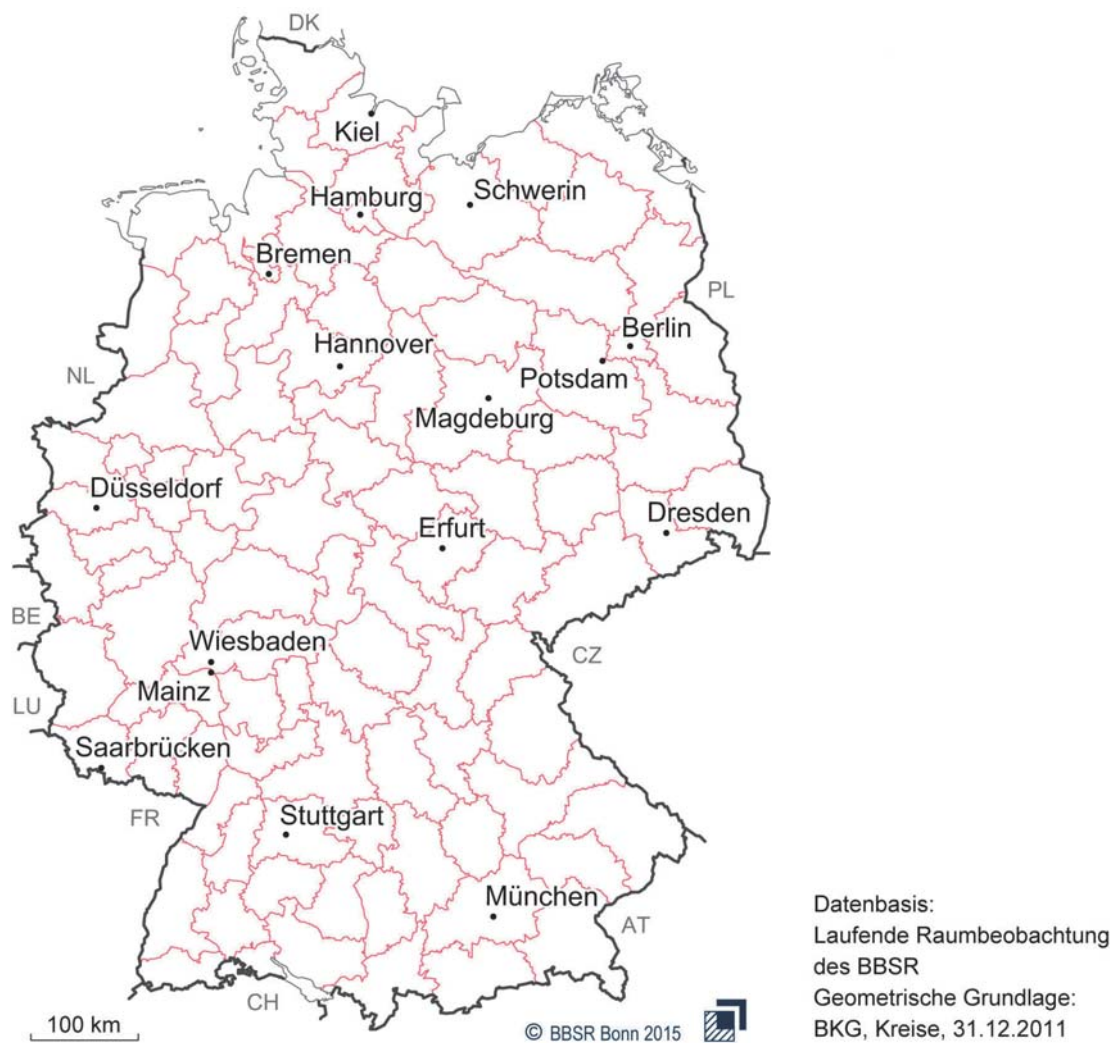 DK
Kiel
Hamburg
Schwerin
Bremen
PL
Berlin
Hannover
NL
Potsdam
Magdeburg
Düsseldorf
Dresden
Erfurt
BE
Wiesbaden
CZ
Mainz
LU
Saarbrücken
FR
Stuttgart
München
AT
CH
100 km
© BBSR Bonn 2015
Datenbasis:
Laufende Raumbeobachtung
des BBSR
Geometrische Grundlage:
BKG, Kreise, 31.12.2011